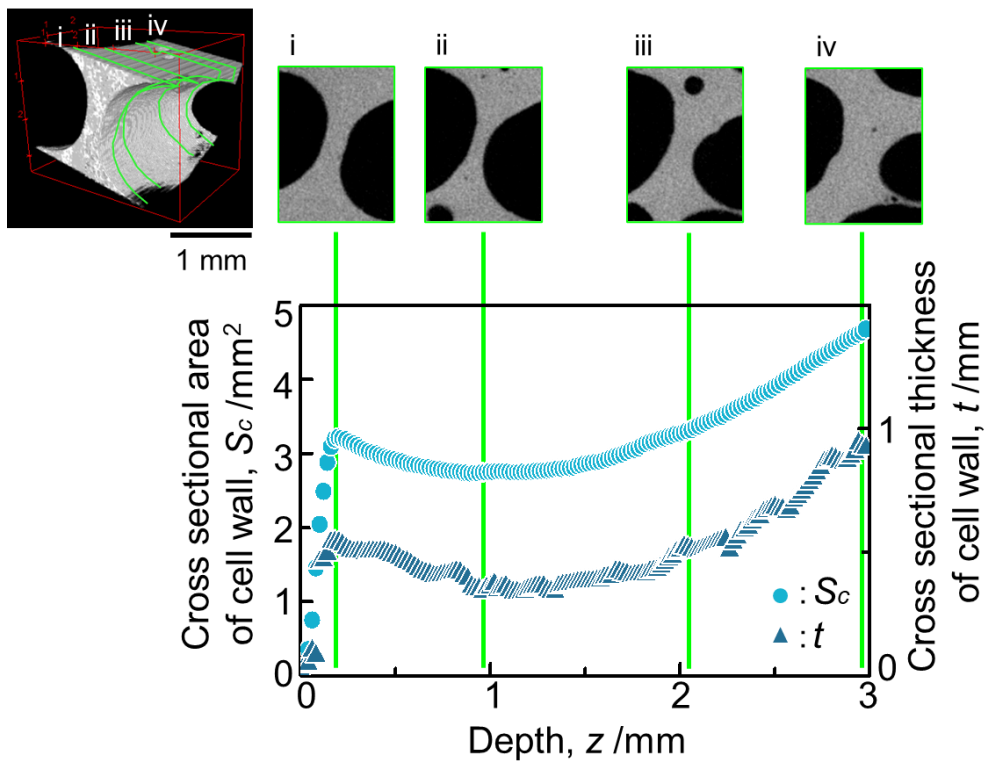 i ii iii iv
i
ii
iii
iv
1 mm
Cross sectional area
of cell wall, Sc /mm2
5
4
3
2
1
0
0
1
2
3
Depth, z /mm
1
0
Cross sectional thickness
of cell wall, t /mm
: Sc
: t